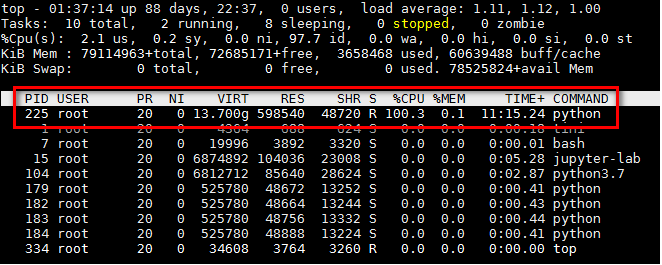 top - 01:37:14 up 88 days, 22:37,  0 users,  load average: 1.11, 1.12, 1.00
Tasks:  10 total,   2 running,   8 sleeping,   0 stopped,   0 zombie
%Cpu(s):  2.1 us,  0.2 sy,  0.0 ni, 97.7 id,  0.0 wa,  0.0 hi,  0.0 si,  0.0 st
KiB Mem : 79114963+total, 72685171+free,  3658468 used, 60639488 buff/cache
KiB Swap:        0 total,        0 free,        0 used. 78525824+avail Mem
PID USER      PR  NI    VIRT    RES    SHR S  %CPU %MEM     TIME+ COMMAND
225 root      20   0 13.700g 598540  48720 R 100.3  0.1  11:15.24 python
1 root      20   0    4304    688    624 S   0.0  0.0   0:00.16 tini
7 root      20   0   19996   3892   3320 S   0.0  0.0   0:00.01 bash
15 root      20   0 6874892 104036  23008 S   0.0  0.0   0:05.28 jupyter-lab
104 root      20   0 6812712  85640  28624 S   0.0  0.0   0:02.87 python3.7
179 root      20   0  525780  48672  13252 S   0.0  0.0   0:00.41 python
182 root      20   0  525780  48664  13244 S   0.0  0.0   0:00.43 python
183 root      20   0  525780  48756  13332 S   0.0  0.0   0:00.44 python
184 root      20   0  525780  48888  13224 S   0.0  0.0   0:00.41 python
334 root      20   0   34608   3764   3260 R   0.0  0.0   0:00.00 top